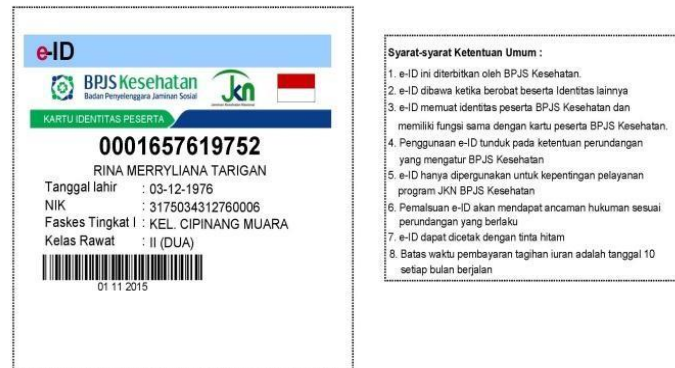 e-ID
BPJS Kesehatan
Badan Penyelenggara Jaminan Sosial
jkn
KARTU IDENTITAS PESERTA
0001657619752
RINA MERRYLIANA TARIGAN
Tanggal lahir : 03-12-1976
NIK : 3175034312760006
Faskes Tingkat I : KEL. CIPINANG MUARA
Kelas Rawat : II (DUA)
01 11 2015
Syarat-syarat Ketentuan Umum :
1. e-ID ini diterbitkan oleh BPJS Kesehatan.
2. e-ID dibawa ketika berobat beserta Identitas lainnya
3. e-ID memuat identitas peserta BPJS Kesehatan dan
memiliki fungsi sama dengan kartu peserta BPJS Kesehatan.
4. Penggunaan e-ID tunduk pada ketentuan perundangan
yang mengatur BPJS Kesehatan
5. e-ID hanya dipergunakan untuk kepentingan pelayanan
program JKN BPJS Kesehatan
6. Pemalsuan e-ID akan mendapat ancaman hukuman sesuai
perundangan yang berlaku
7. e-ID dapat dicetak dengan tinta hitam
8. Batas waktu pembayaran tagihan iuran adalah tanggal 10
setiap bulan berjalan